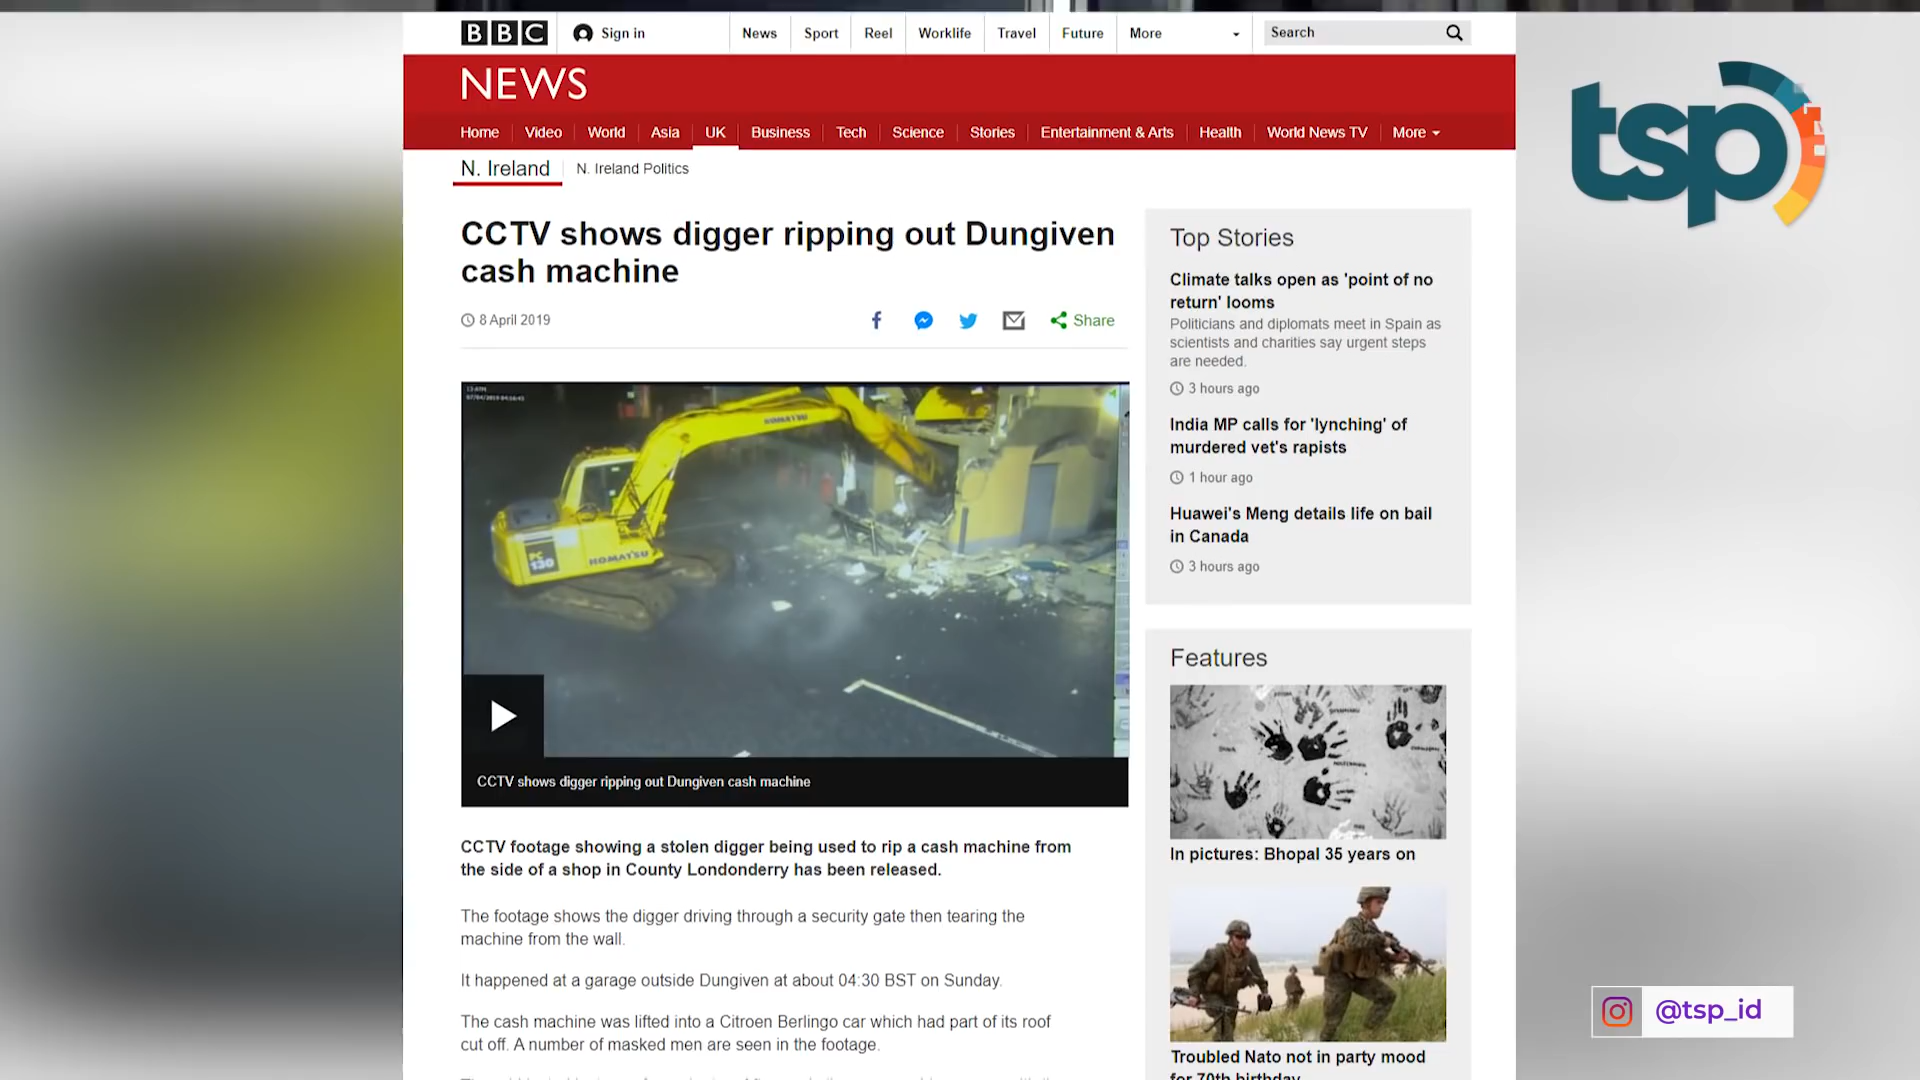 BBC
Sign in
News
Sport
Reel
Worklife
Travel
Future
More
Search
NEWS
Home
Video
World
Asia
UK
Business
Tech
Science
Stories
Entertainment & Arts
Health
World News TV
More
N. Ireland
N. Ireland Politics
tsp
CCTV shows digger ripping out Dungiven
cash machine
8 April 2019
Share
KOMATSU
PC
130
KOMATSU
CCTV shows digger ripping out Dungiven cash machine
CCTV footage showing a stolen digger being used to rip a cash machine from
the side of a shop in County Londonderry has been released.
The footage shows the digger driving through a security gate then tearing the
machine from the wall.
It happened at a garage outside Dungiven at about 04:30 BST on Sunday.
The cash machine was lifted into a Citroen Berlingo car which had part of its roof
cut off. A number of masked men are seen in the footage.
Top Stories
Climate talks open as 'point of no
return' looms
Politicians and diplomats meet in Spain as
scientists and charities say urgent steps
are needed.
3 hours ago
India MP calls for 'lynching' of
murdered vet's rapists
1 hour ago
Huawei's Meng details life on bail
in Canada
3 hours ago
Features
In pictures: Bhopal 35 years on
Troubled Nato not in party mood
for 70th birthday
@tsp_id